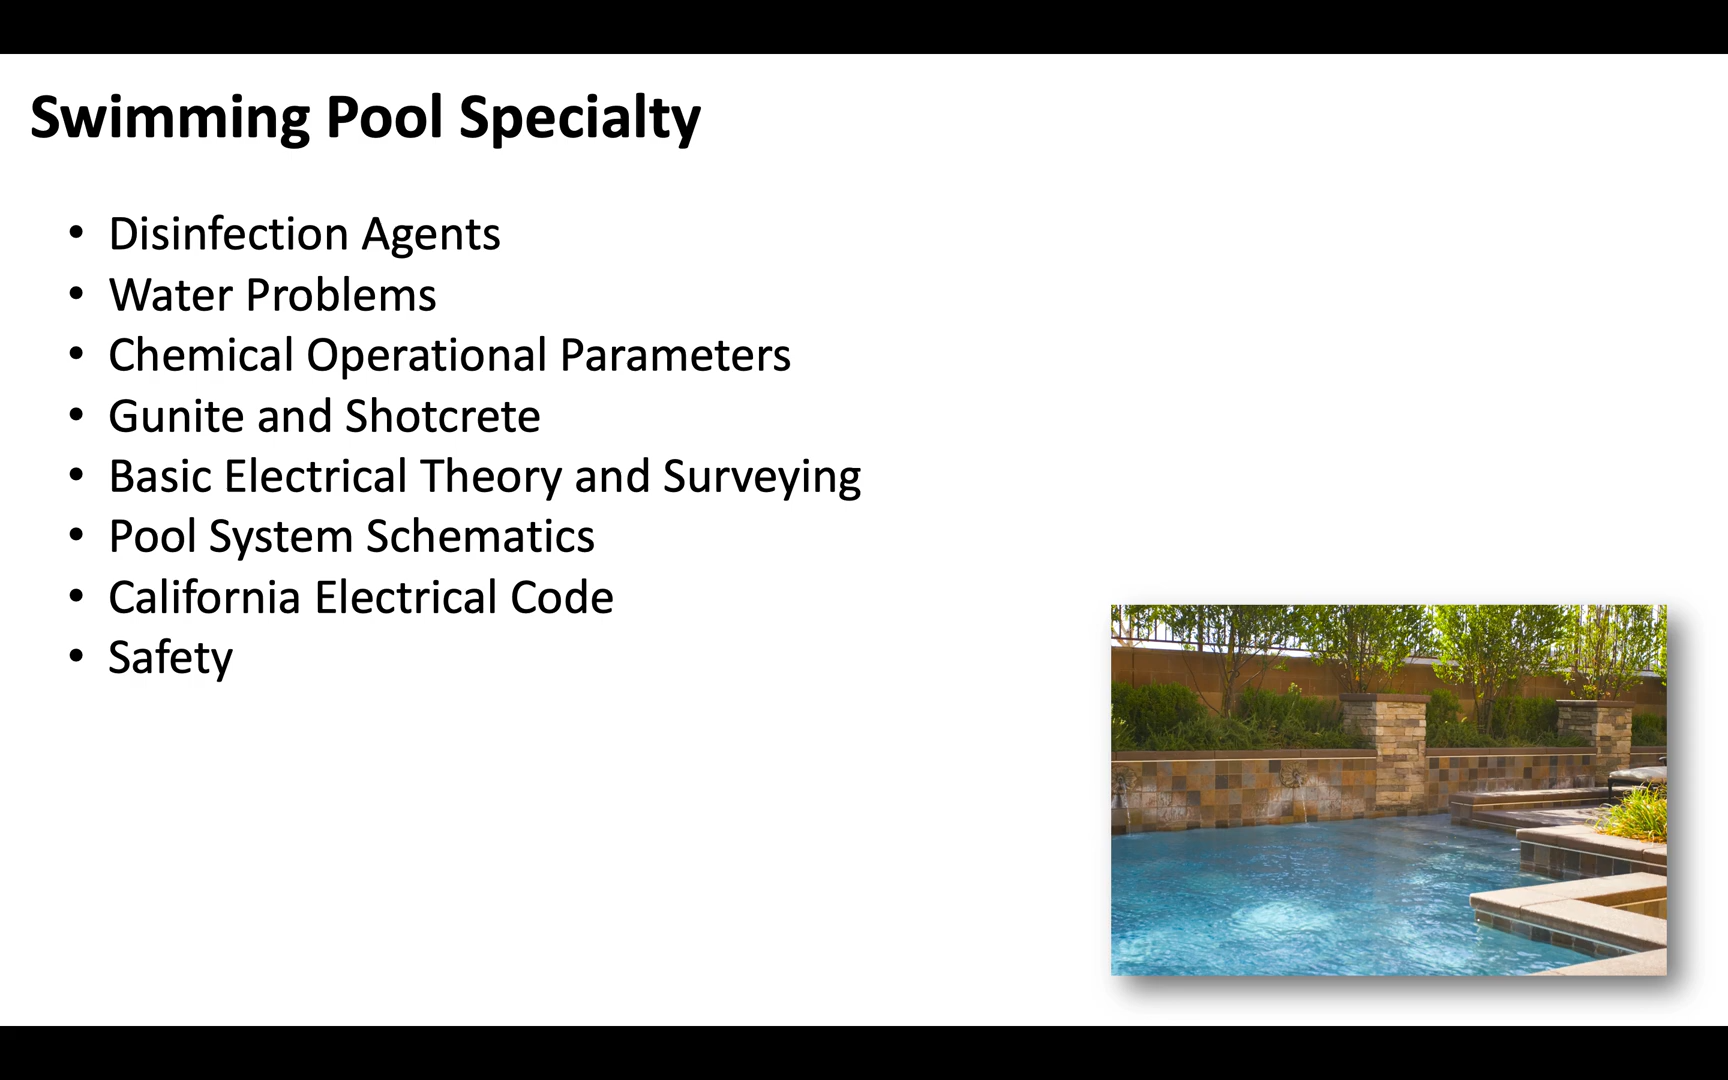 Swimming Pool Specialty
• Disinfection Agents
• Water Problems
• Chemical Operational Parameters
• Gunite and Shotcrete
• Basic Electrical Theory and Surveying
• Pool System Schematics
• California Electrical Code
• Safety